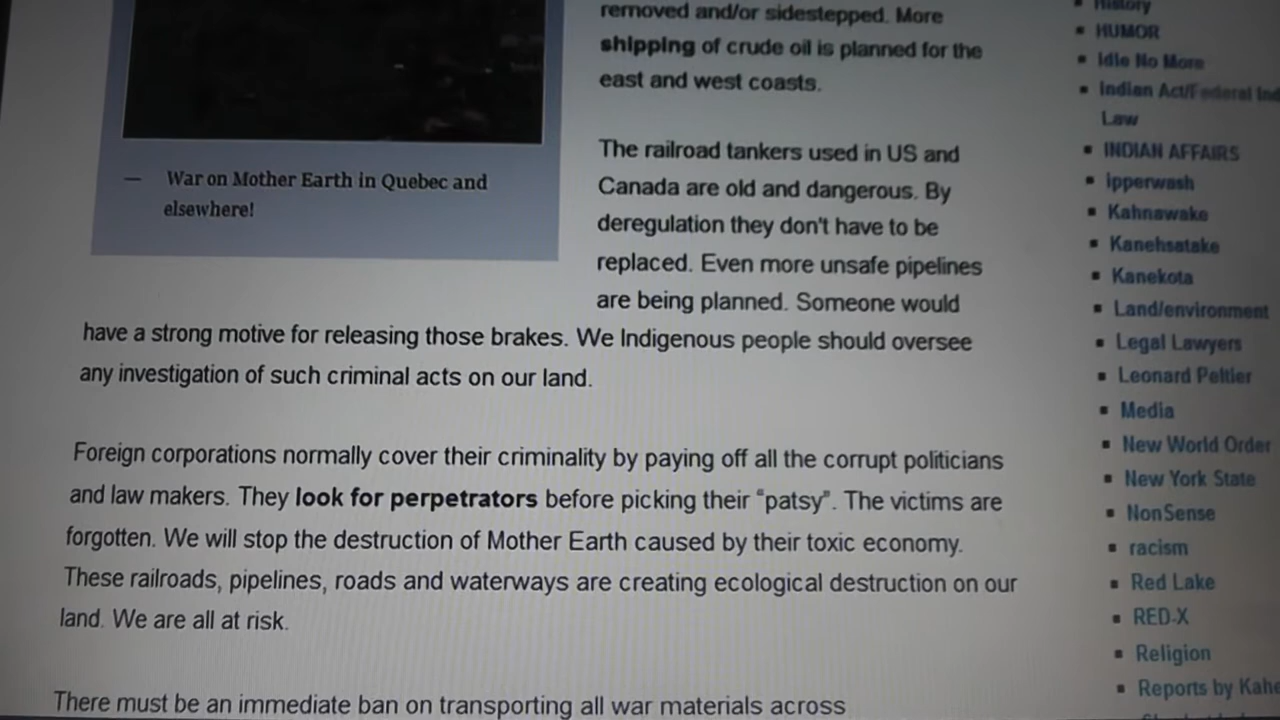 removed and/or sidestepped. More
shipping of crude oil is planned for the
east and west coasts.
The railroad tankers used in US and
Canada are old and dangerous. By
deregulation they don't have to be
replaced. Even more unsafe pipelines
are being planned. Someone would
have a strong motive for releasing those brakes. We Indigenous people should oversee
any investigation of such criminal acts on our land.
Foreign corporations normally cover their criminality by paying off all the corrupt politicians
and law makers. They look for perpetrators before picking their “patsy”. The victims are
forgotten. We will stop the destruction of Mother Earth caused by their toxic economy.
These railroads, pipelines, roads and waterways are creating ecological destruction on our
land. We are all at risk.
There must be an immediate ban on transporting all war materials across
— War on Mother Earth in Quebec and
elsewhere!
History
HUMOR
Idle No More
Indian Act/Federal Ind
Law
INDIAN AFFAIRS
ipperwash
Kahnawake
Kanehsatake
Kanekota
Land/environment
Legal Lawyers
Leonard Peltier
Media
New World Order
New York State
NonSense
racism
Red Lake
RED-X
Religion
Reports by Kahe